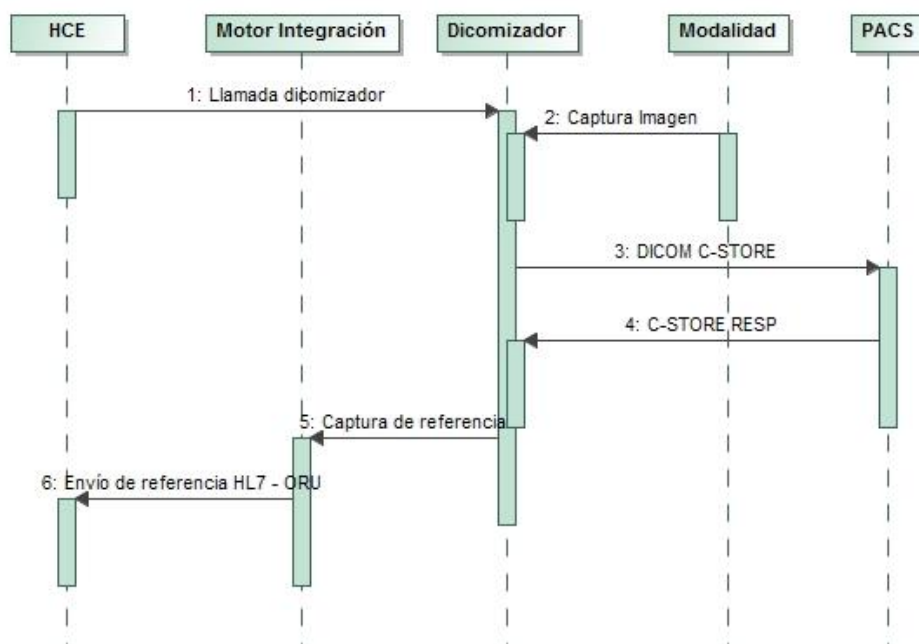 HCE
Motor Integración
Dicomizador
Modalidad
PACS
1: Llamada dicomizador
2: Captura Imagen
3: DICOM C-STORE
4: C-STORE RESP
5: Captura de referencia
6: Envío de referencia HL7 - ORU